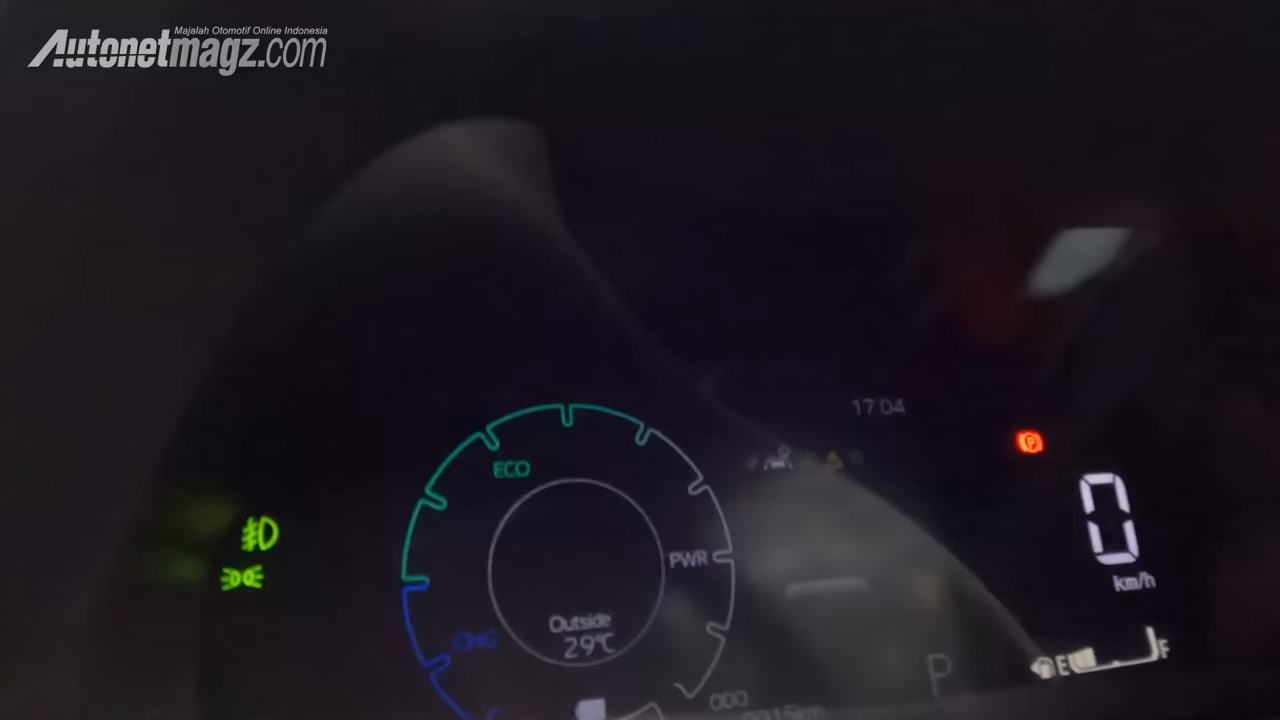 Majalah Otomotif Online Indonesia
Autonetmagz.com
17:04
ECO
0
km/h
PWR
Outside
29℃
CHG
P
E F
ODO